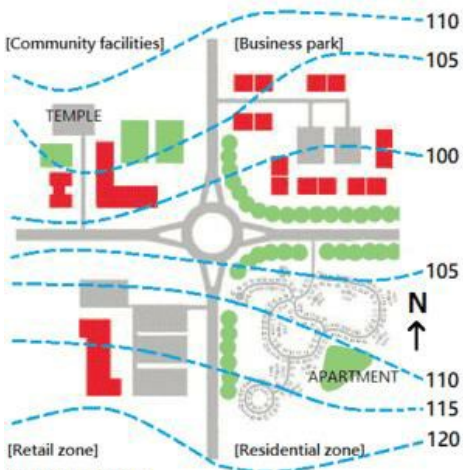 110
[Community facilities]
[Business park]
105
TEMPLE
100
105
N
APARTMENT
110
115
120
[Retail zone]
[Residential zone]